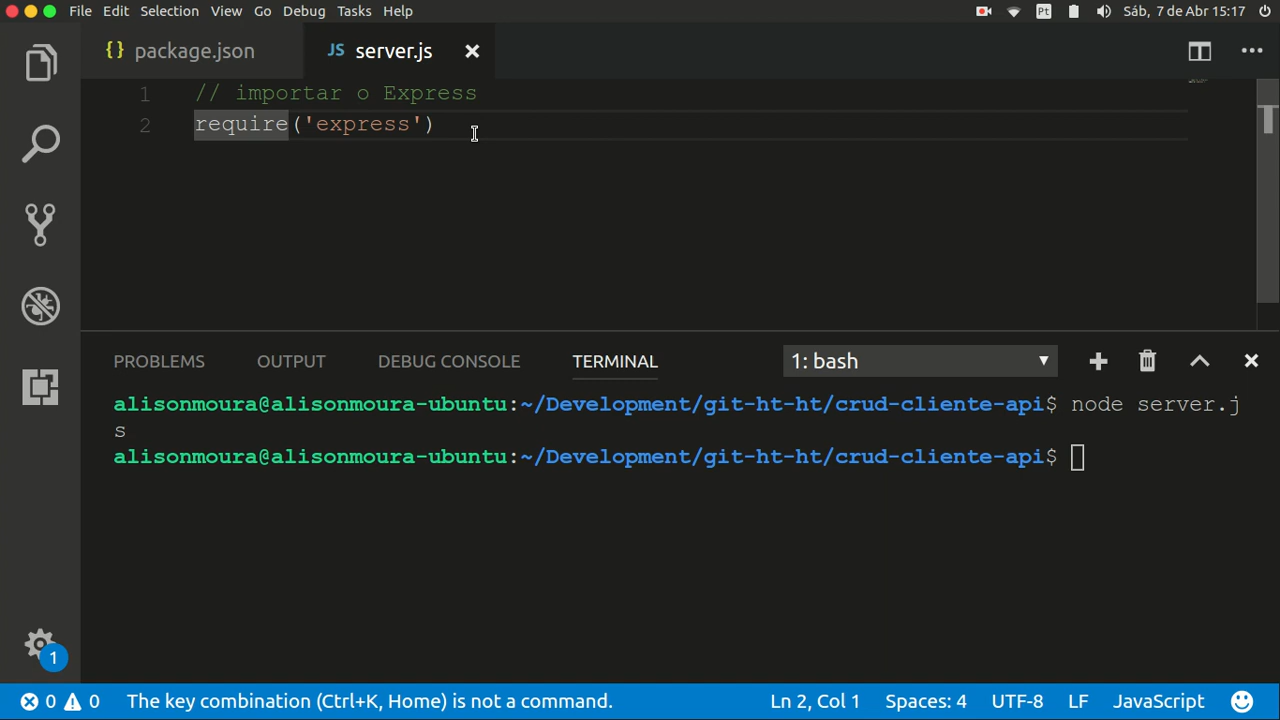 File Edit Selection View Go Debug Tasks Help Pt Sáb, 7 de Abr 15:17
{} package.json JS server.js
1 // importar o Express
2 require('express')
PROBLEMS OUTPUT DEBUG CONSOLE TERMINAL 1: bash
alisonmoura@alisonmoura-ubuntu:~/Development/git-ht-ht/crud-cliente-api$ node server.j
s
alisonmoura@alisonmoura-ubuntu:~/Development/git-ht-ht/crud-cliente-api$
1
0 0 The key combination (Ctrl+K, Home) is not a command. Ln 2, Col 1 Spaces: 4 UTF-8 LF JavaScript